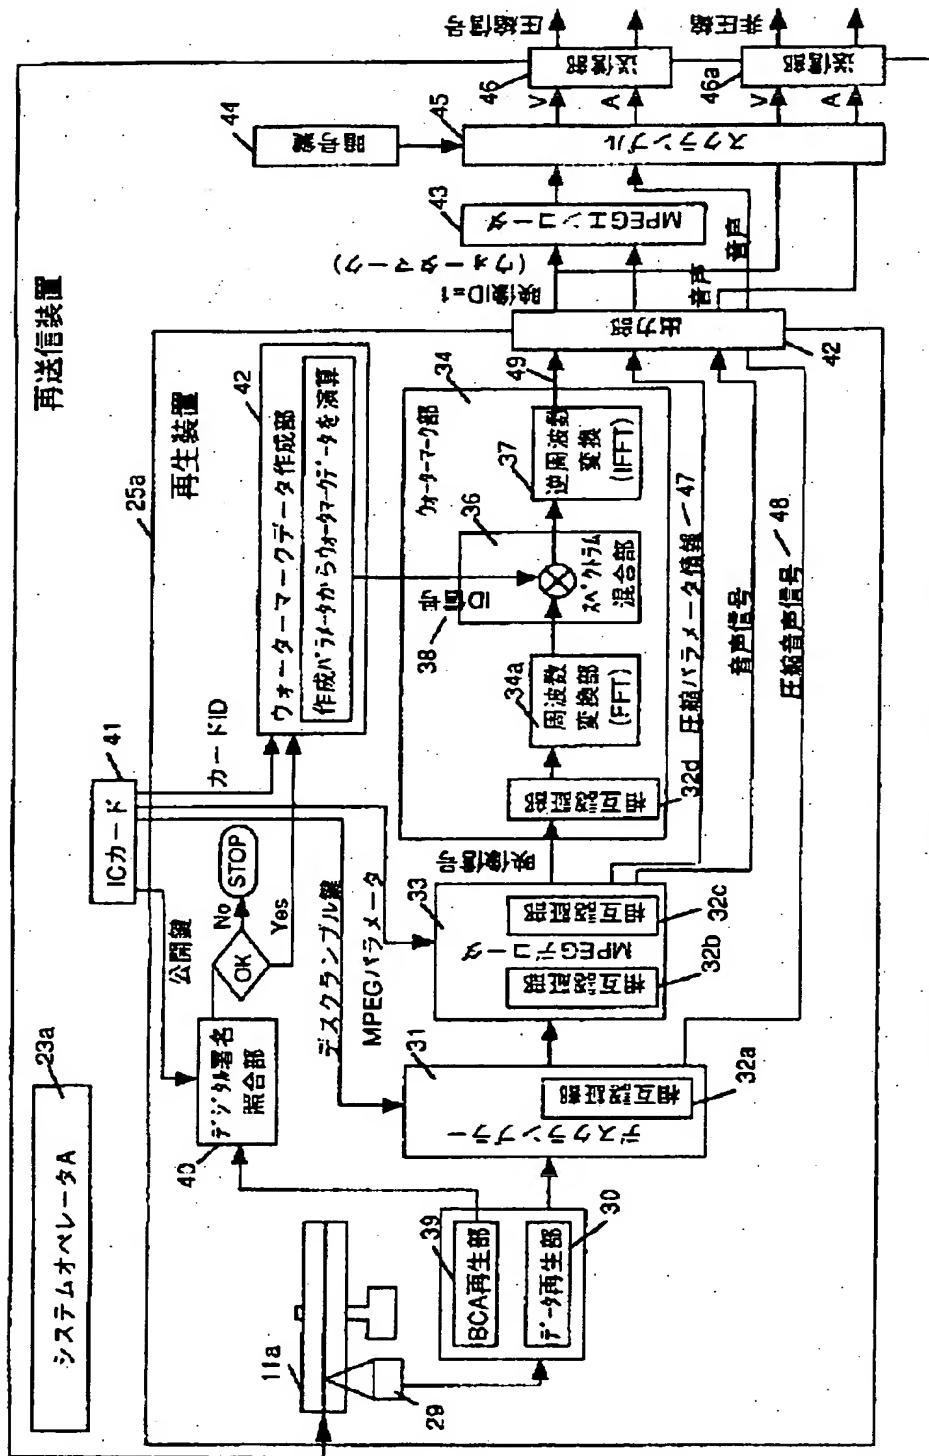 再送信装置
システムオペレータA
23a
25a
再生装置
ICカード
41
公開鍵
カードID
デスクランブル鍵
MPEGパラメータ
11a
29
39
BCA再生部
データ再生部
30
デジタル署名
照合部
40
OK
No
STOP
Yes
ウォーターマークデータ作成部
作成パラメータからウォータマークデータを演算
42
31
デスクランブラー
相互認証部
32a
33
MPEGデコーダ
相互認証部
32b
相互認証部
32c
映像信号
ウォーターマーク部
34
相互認証部
32d
34a
周波数
変換部
(FFT)
ID
信号
38
36
スペクトラム
混合部
37
逆周波数
変換
(IFFT)
49
圧縮パラメータ情報
47
音声信号
圧縮音声信号
48
出力部
42
映像ID=1
(ウォータマーク)
音声
音声
43
MPEGエンコーダ
44
暗号鍵
45
スクランブル
V
A
46
送信部
圧縮信号
V
A
46a
送信部
非圧縮